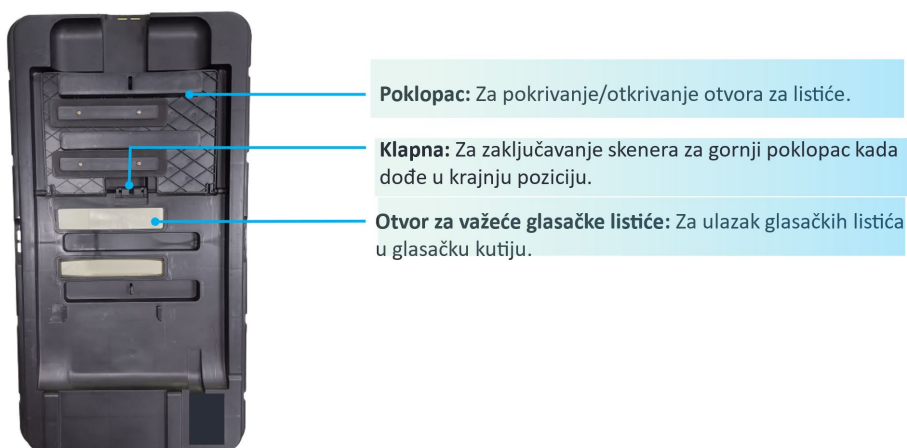 Poklopac: Za pokrivanje/otkrivanje otvora za listiće.
Klapna: Za zaključavanje skenera za gornji poklopac kada
dođe u krajnju poziciju.
Otvor za važeće glasačke listiće: Za ulazak glasačkih listića
u glasačku kutiju.